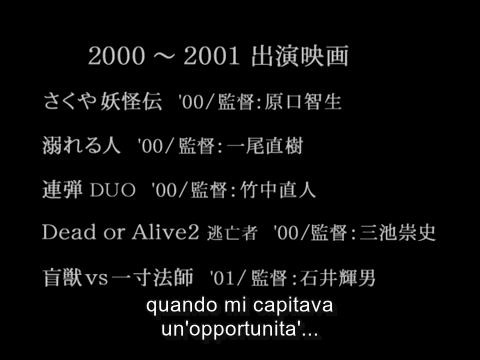 2000 ～ 2001 出演映画
さくや妖怪伝 '00/監督:原口智生
溺れる人 '00/監督:一尾直樹
連弾 DUO '00/監督:竹中直人
Dead or Alive2 逃亡者 '00/監督:三池崇史
盲獣vs一寸法師 '01/監督:石井輝男
quando mi capitava
un'opportunita'...